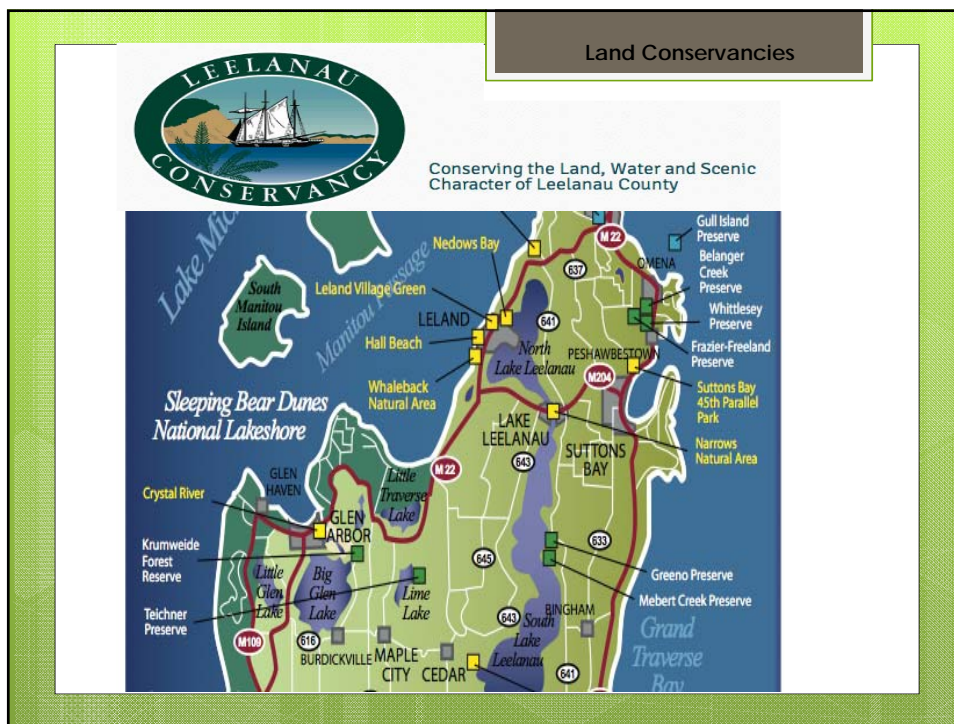 Land Conservancies
LEELANAU
CONSERVANCY
Conserving the Land, Water and Scenic
Character of Leelanau County
Lake Mic
Manitou Passage
South
Manitou
Island
Nedows Bay
Leland Village Green
LELAND
Hall Beach
Whaleback
Natural Area
M 22
637
OMENA
Gull Island
Preserve
Belanger
Creek
Preserve
Whittlesey
Preserve
Frazier-Freeland
Preserve
641
North
Lake Leelanau
PESHAWBESTOWN
M204
Suttons Bay
45th Parallel
Park
Sleeping Bear Dunes
National Lakeshore
LAKE
LEELANAU
SUTTONS
BAY
Narrows
Natural Area
643
M 22
GLEN
HAVEN
Crystal River
Little
Traverse
Lake
GLEN
ARBOR
Krumweide
Forest
Reserve
Little
Glen
Lake
Big
Glen
Lake
Lime
Lake
Teichner
Preserve
645
633
Greeno Preserve
Mebert Creek Preserve
643
BINGHAM
South
Lake
Leelanau
Grand
Traverse
Bay
M109
616
BURDICKVILLE
MAPLE
CITY
CEDAR
641